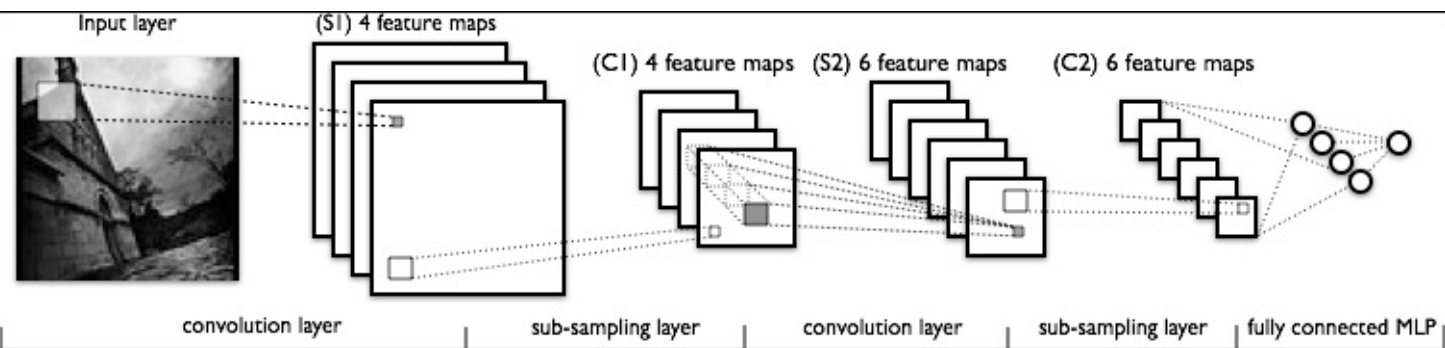 Input layer
(S1) 4 feature maps
(C1) 4 feature maps
(S2) 6 feature maps
(C2) 6 feature maps
convolution layer
sub-sampling layer
convolution layer
sub-sampling layer
fully connected MLP